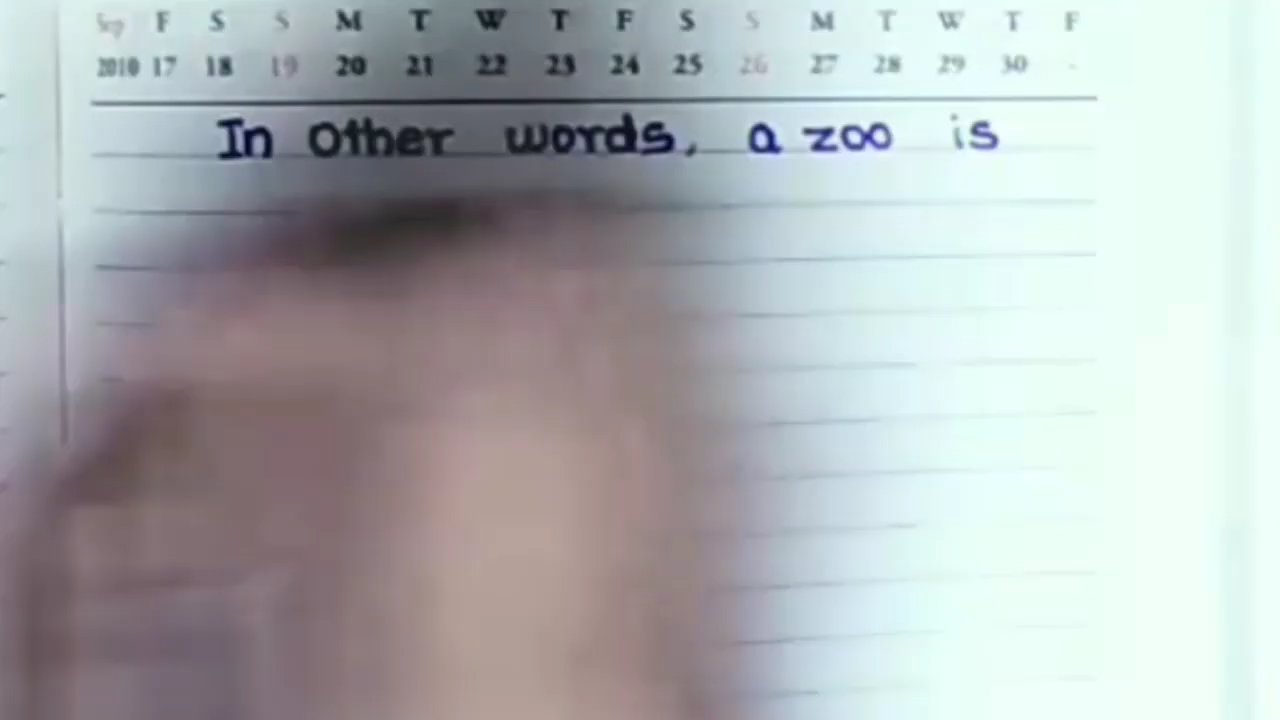 Sep F S S M T W T F S S M T W T F
2010 17 18 19 20 21 22 23 24 25 26 27 28 29 30 -
In other words, a zoo is